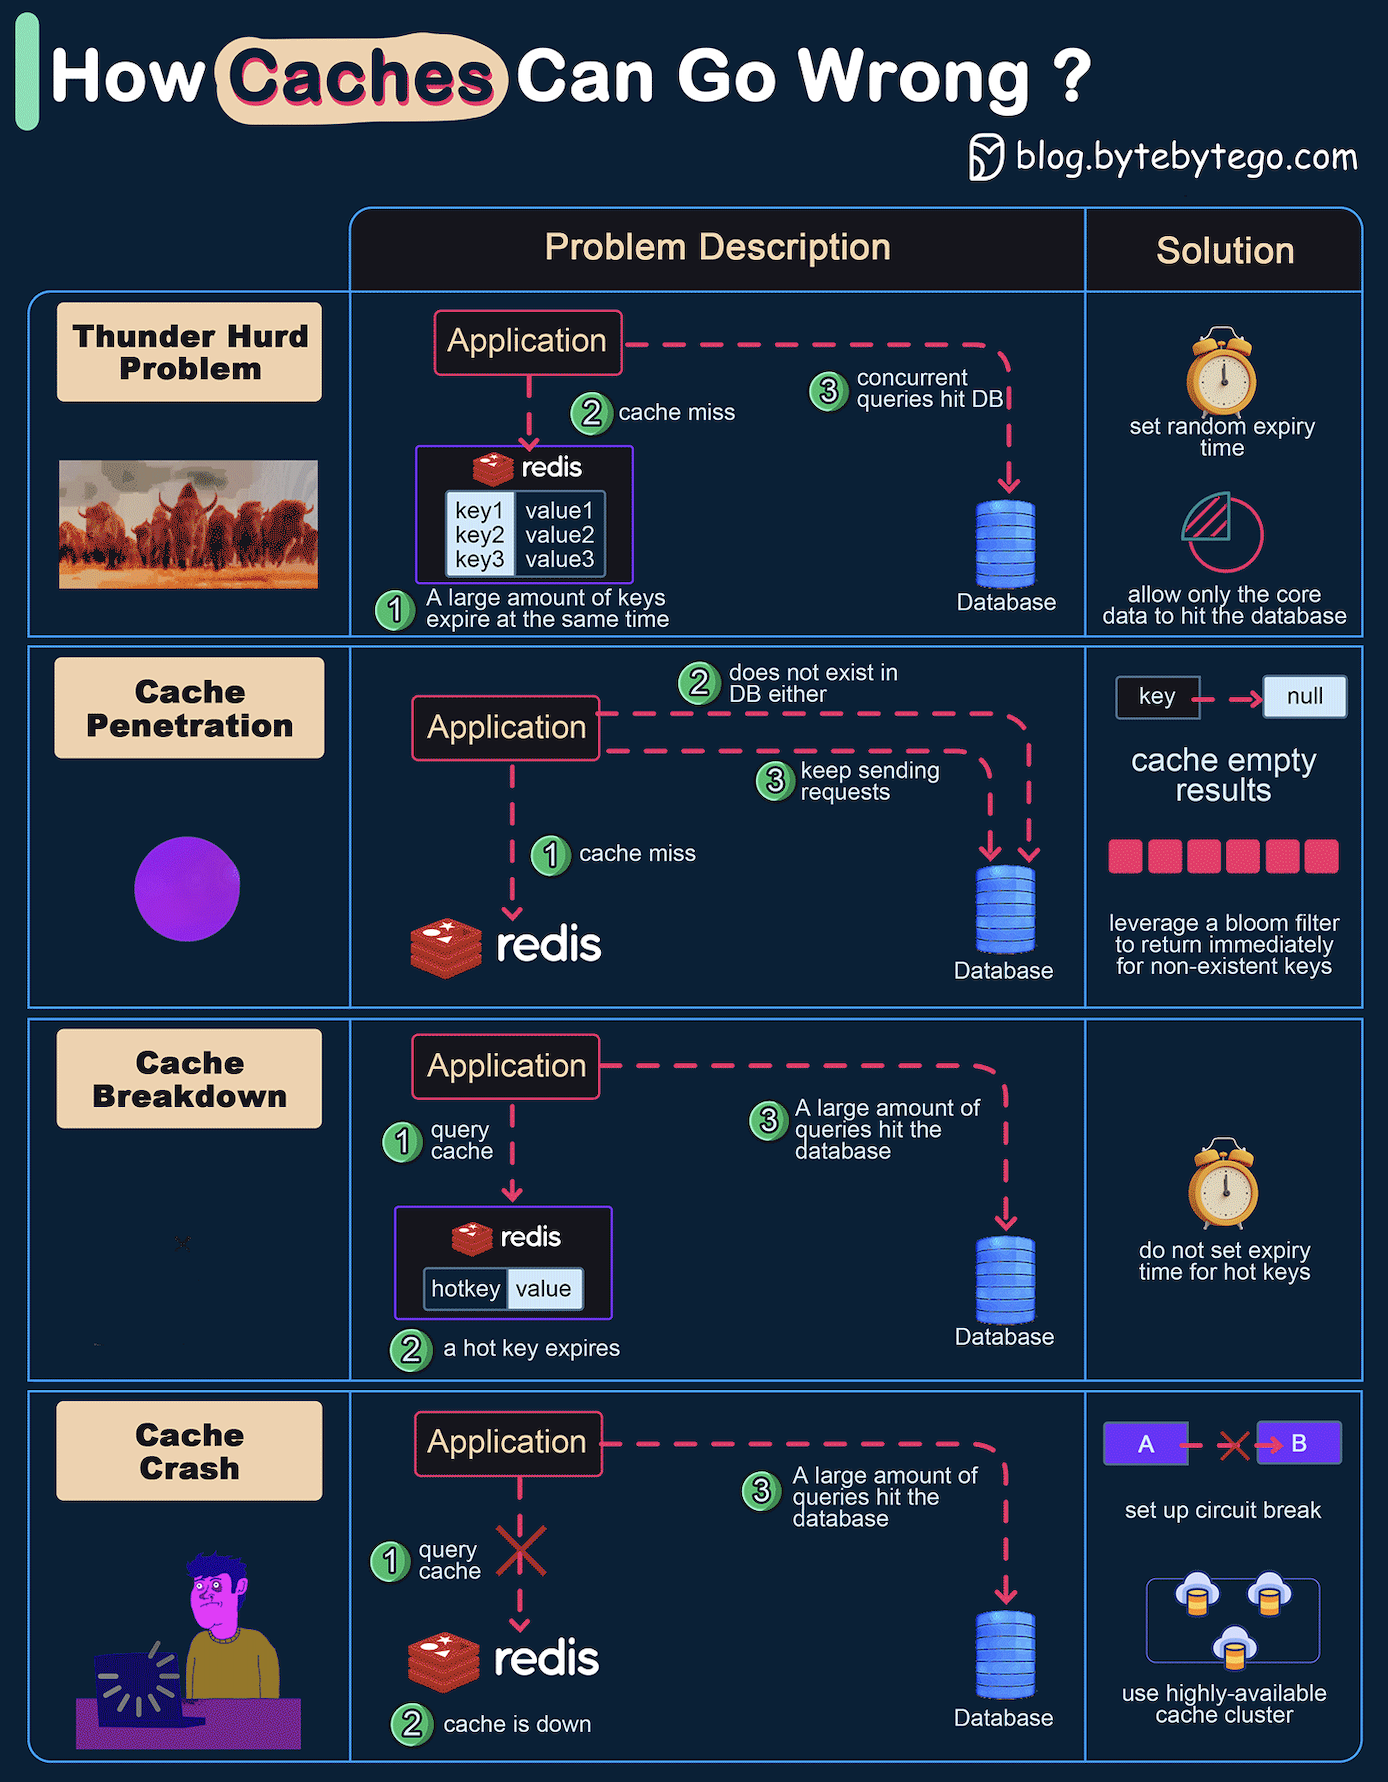 How Caches Can Go Wrong ?
blog.bytebytego.com
Problem Description
Solution
Thunder Hurd
Problem
Application
2 cache miss
3 concurrent
queries hit DB
redis
key1 value1
key2 value2
key3 value3
1 A large amount of keys
expire at the same time
Database
set random expiry
time
allow only the core
data to hit the database
Cache
Penetration
Application
2 does not exist in
DB either
3 keep sending
requests
1 cache miss
redis
Database
key null
cache empty
results
leverage a bloom filter
to return immediately
for non-existent keys
Cache
Breakdown
Application
1 query
cache
3 A large amount of
queries hit the
database
redis
hotkey value
2 a hot key expires
Database
do not set expiry
time for hot keys
Cache
Crash
Application
1 query
cache
3 A large amount of
queries hit the
database
redis
2 cache is down
Database
A B
set up circuit break
use highly-available
cache cluster